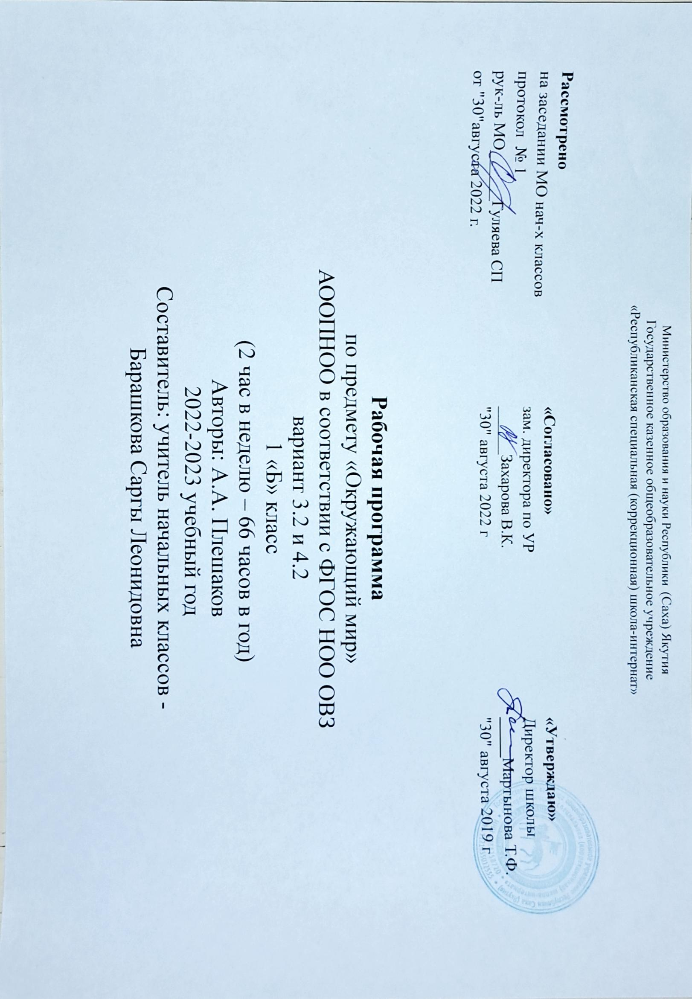 Министерство образования и науки Республики (Саха) Якутия
Государственное казенное общеобразовательное учреждение
«Республиканская специальная (коррекционная) школа-интернат»
Рассмотрено
на заседании МО нач-х классов
протокол № 1
рук-ль МО Гуляева СП
от "30"августа 2022 г.
«Согласовано»
зам. директора по УР
Захарова В.К.
"30" августа 2022 г
«Утверждаю»
Директор школы
Мартынова Т.Ф.
"30" августа 2019 г
Рабочая программа
по предмету «Окружающий мир»
АООПНОО в соответствии с ФГОС НОО ОВЗ
вариант 3.2 и 4.2
1 «Б» класс
(2 час в неделю – 66 часов в год)
Авторы: А.А. Плешаков
2022-2023 учебный год
Составитель: учитель начальных классов -
Барашкова Саргы Леонидовна